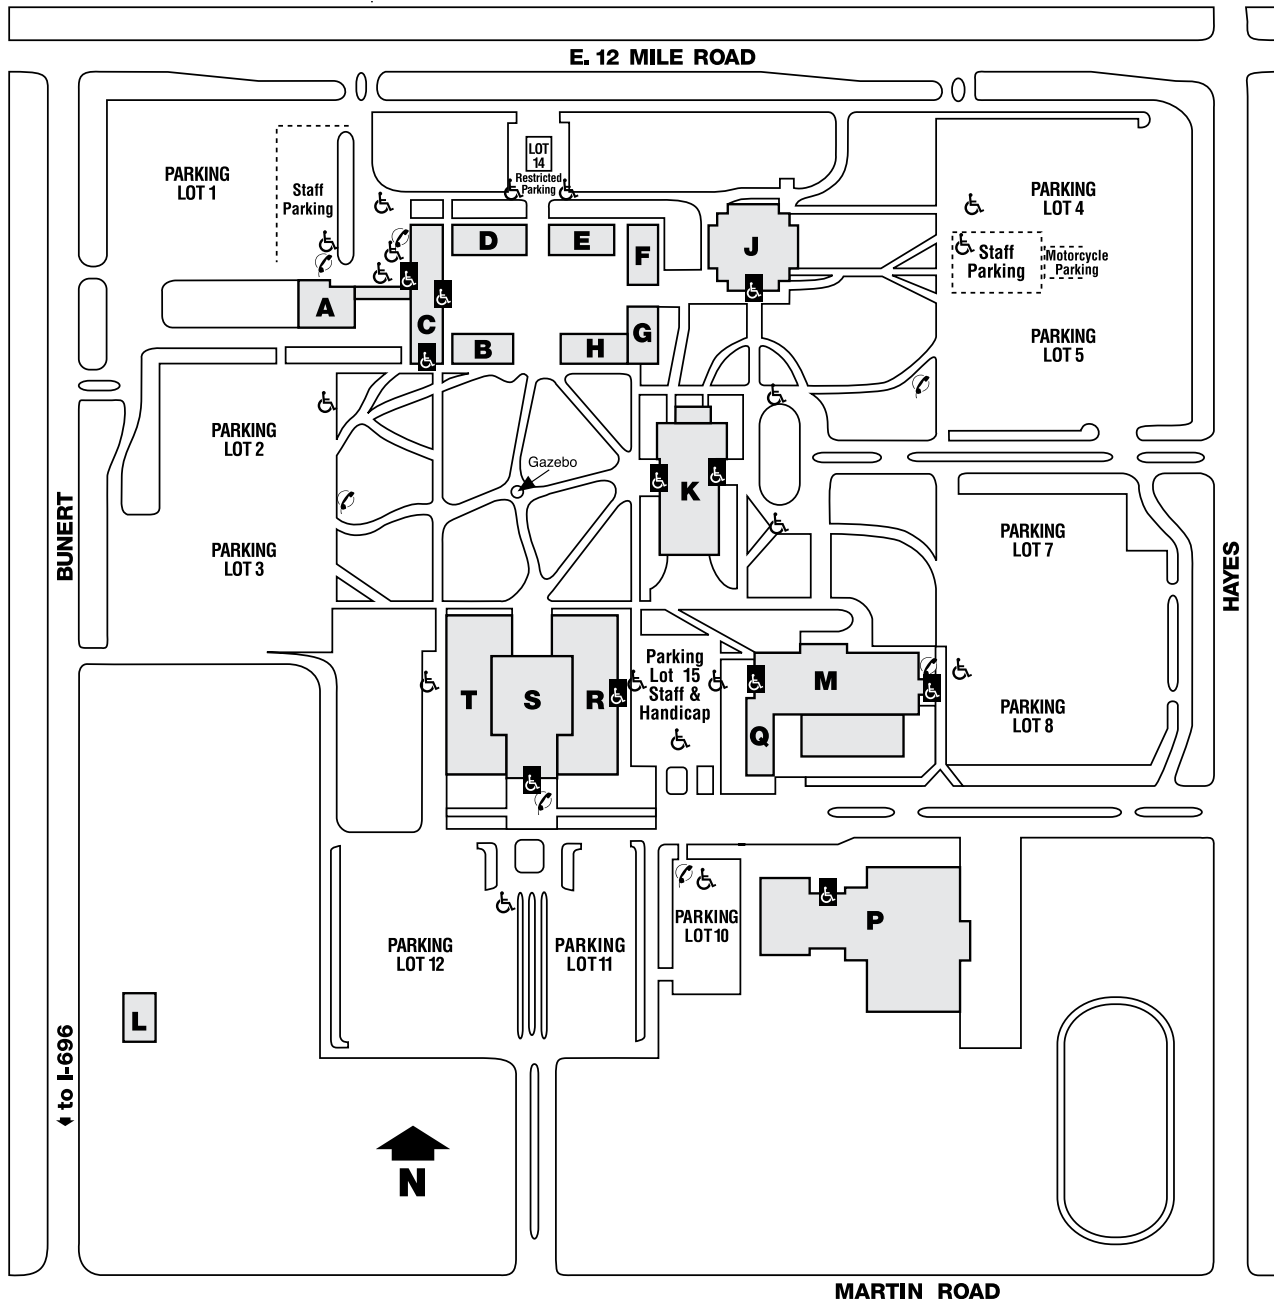 E. 12 MILE ROAD
LOT
14
Restricted
Parking
PARKING
LOT 1
Staff
Parking
PARKING
LOT 4
D
E
F
J
Staff
Parking
Motorcycle
Parking
A
C
B
H
G
PARKING
LOT 5
PARKING
LOT 2
Gazebo
K
BUNERT
PARKING
LOT 3
PARKING
LOT 7
HAYES
T
S
R
Parking
Lot 15
Staff &
Handicap
M
Q
PARKING
LOT 8
PARKING
LOT 12
PARKING
LOT 11
PARKING
LOT 10
P
L
to I-696
N
MARTIN ROAD